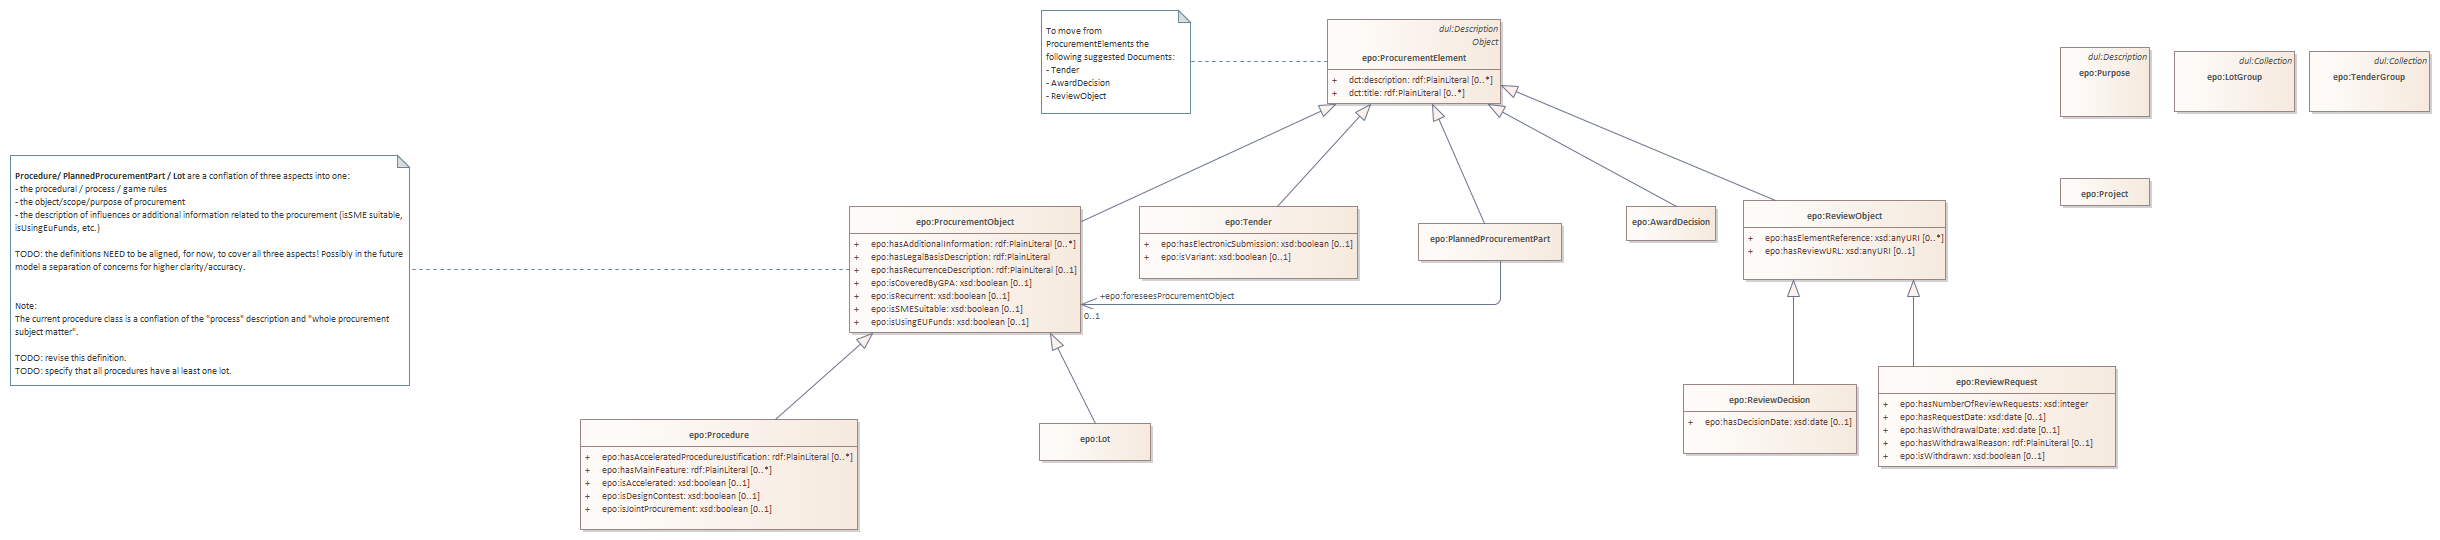 To move from
ProcurementElements the
following suggested Documents:
- Tender
- AwardDecision
- ReviewObject
dul:Description
Object
epo:ProcurementElement
+ dct:description: rdf:PlainLiteral [0..*]
+ dct:title: rdf:PlainLiteral [0..*]
dul:Description
epo:Purpose
dul:Collection
epo:LotGroup
dul:Collection
epo:TenderGroup
epo:Project
Procedure/ PlannedProcurementPart / Lot are a conflation of three aspects into one:
- the procedural / process / game rules
- the object/scope/purpose of procurement
- the description of influences or additional information related to the procurement (isSME suitable,
isUsingEuFunds, etc.)
TODO: the definitions NEED to be aligned, for now, to cover all three aspects! Possibly in the future
model a separation of concerns for higher clarity/accuracy.
Note:
The current procedure class is a conflation of the "process" description and "whole procurement
subject matter".
TODO: revise this definition.
TODO: specify that all procedures have al least one lot.
epo:ProcurementObject
+ epo:hasAdditionalInformation: rdf:PlainLiteral [0..*]
+ epo:hasLegalBasisDescription: rdf:PlainLiteral
+ epo:hasRecurrenceDescription: rdf:PlainLiteral [0..1]
+ epo:isCoveredByGPA: xsd:boolean [0..1]
+ epo:isRecurrent: xsd:boolean [0..1]
+ epo:isSMESuitable: xsd:boolean [0..1]
+ epo:isUsingEUFunds: xsd:boolean [0..1]
epo:Tender
+ epo:hasElectronicSubmission: xsd:boolean [0..1]
+ epo:isVariant: xsd:boolean [0..1]
epo:PlannedProcurementPart
+epo:foreseesProcurementObject
0..1
epo:AwardDecision
epo:ReviewObject
+ epo:hasElementReference: xsd:anyURI [0..*]
+ epo:hasReviewURL: xsd:anyURI [0..1]
epo:Procedure
+ epo:hasAcceleratedProcedureJustification: rdf:PlainLiteral [0..*]
+ epo:hasMainFeature: rdf:PlainLiteral [0..*]
+ epo:isAccelerated: xsd:boolean [0..1]
+ epo:isDesignContest: xsd:boolean [0..1]
+ epo:isJointProcurement: xsd:boolean [0..1]
epo:Lot
epo:ReviewDecision
+ epo:hasDecisionDate: xsd:date [0..1]
epo:ReviewRequest
+ epo:hasNumberOfReviewRequests: xsd:integer
+ epo:hasRequestDate: xsd:date [0..1]
+ epo:hasWithdrawalDate: xsd:date [0..1]
+ epo:hasWithdrawalReason: rdf:PlainLiteral [0..1]
+ epo:isWithdrawn: xsd:boolean [0..1]